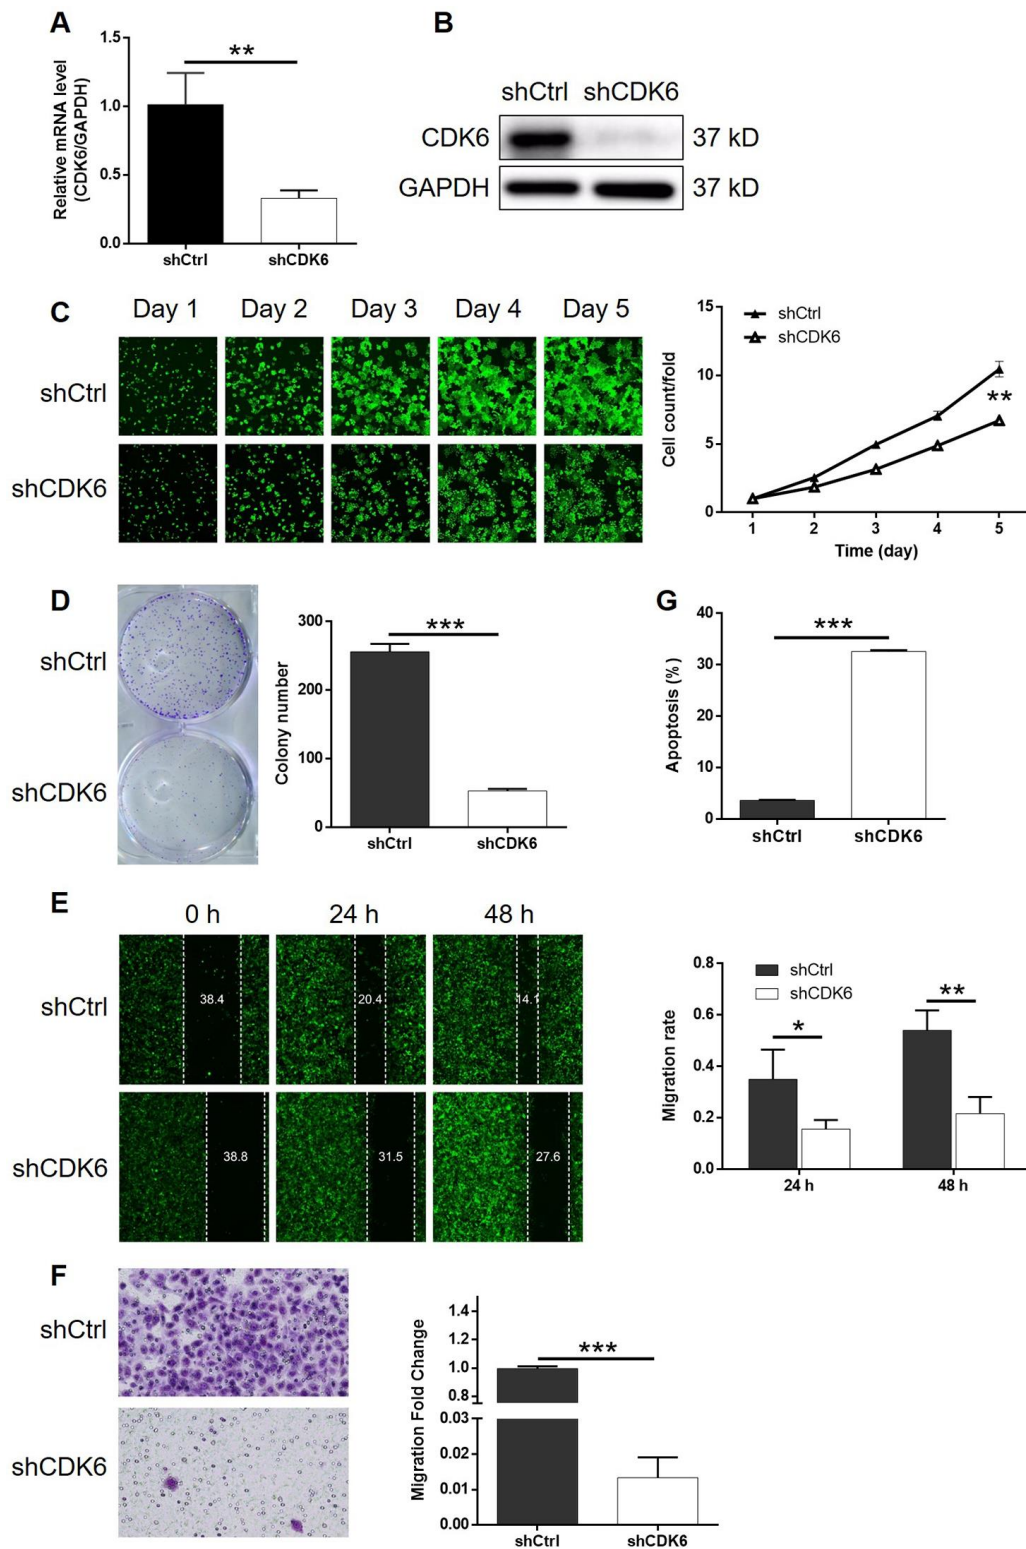 A
Relative mRNA level
(CDK6/GAPDH)
1.5
1.0
0.5
0.0
**
shCtrl shCDK6
B
shCtrl shCDK6
CDK6 37 kD
GAPDH 37 kD
C
Day 1 Day 2 Day 3 Day 4 Day 5
shCtrl
shCDK6
Cell count/fold
15
10
5
0
shCtrl
shCDK6
**
1 2 3 4 5
Time (day)
D
shCtrl
shCDK6
Colony number
300
200
100
0
***
shCtrl shCDK6
G
Apoptosis (%)
40
30
20
10
0
***
shCtrl shCDK6
E
0 h 24 h 48 h
shCtrl
38.4 20.4 14.1
shCDK6
38.8 31.5 27.6
Migration rate
0.8
0.6
0.4
0.2
0.0
shCtrl
shCDK6
*
**
24 h 48 h
F
shCtrl
shCDK6
Migration Fold Change
1.4
1.2
1.0
0.8
0.03
0.02
0.01
0.00
***
shCtrl shCDK6